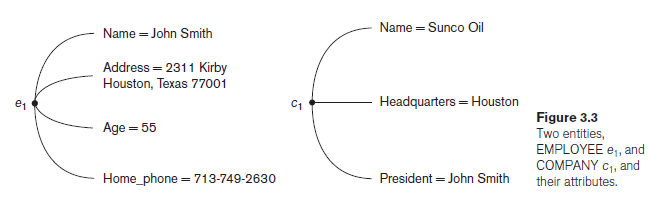 e1
Name = John Smith
Address = 2311 Kirby
Houston, Texas 77001
Age = 55
Home_phone = 713-749-2630
c1
Name = Sunco Oil
Headquarters = Houston
President = John Smith
Figure 3.3
Two entities,
EMPLOYEE e1, and
COMPANY c1, and
their attributes.